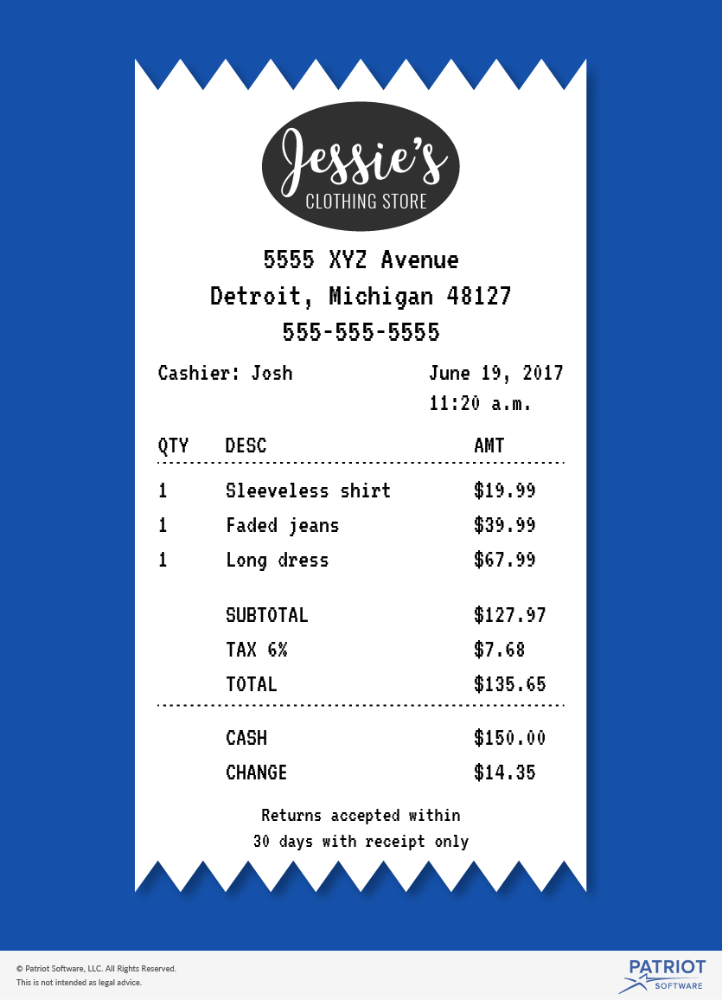 Jessie's
CLOTHING STORE
5555 XYZ Avenue
Detroit, Michigan 48127
555-555-5555
Cashier: Josh June 19, 2017
11:20 a.m.
QTY DESC AMT
1 Sleeveless shirt $19.99
1 Faded jeans $39.99
1 Long dress $67.99
SUBTOTAL $127.97
TAX 6% $7.68
TOTAL $135.65
CASH $150.00
CHANGE $14.35
Returns accepted within
30 days with receipt only
© Patriot Software, LLC. All Rights Reserved.
This is not intended as legal advice.
PATRIOT
SOFTWARE